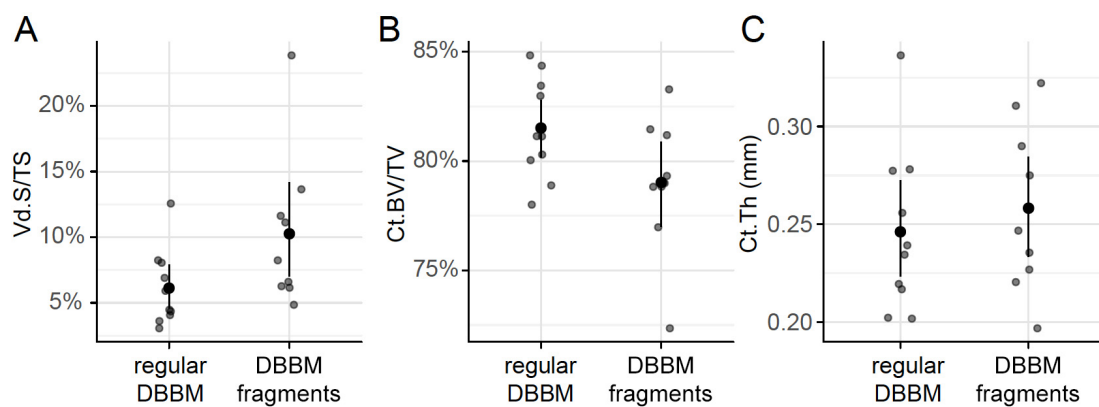 A
Vd.S/TS
20%
15%
10%
5%
regular
DBBM
DBBM
fragments
B
Ct.BV/TV
85%
80%
75%
regular
DBBM
DBBM
fragments
C
Ct.Th (mm)
0.30
0.25
0.20
regular
DBBM
DBBM
fragments